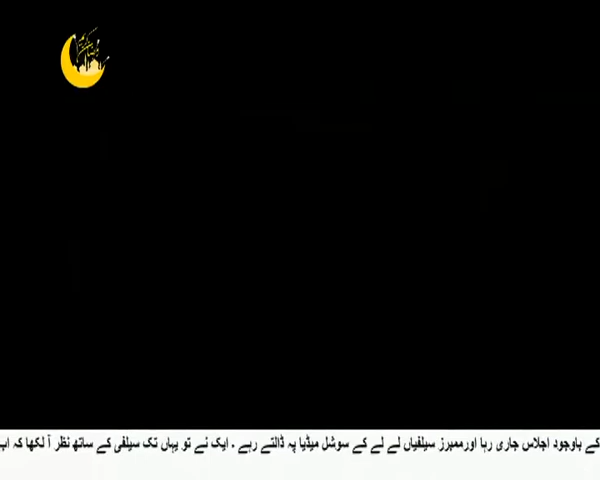 کے باوجود اجلاس جاری رہا اورممبرز سیلفیاں لے لے کے سوشل میڈیا پہ ڈالتے رہے . ایک نے تو یہاں تک سیلفی کے ساتھ نظر آ لکھا کہ اب